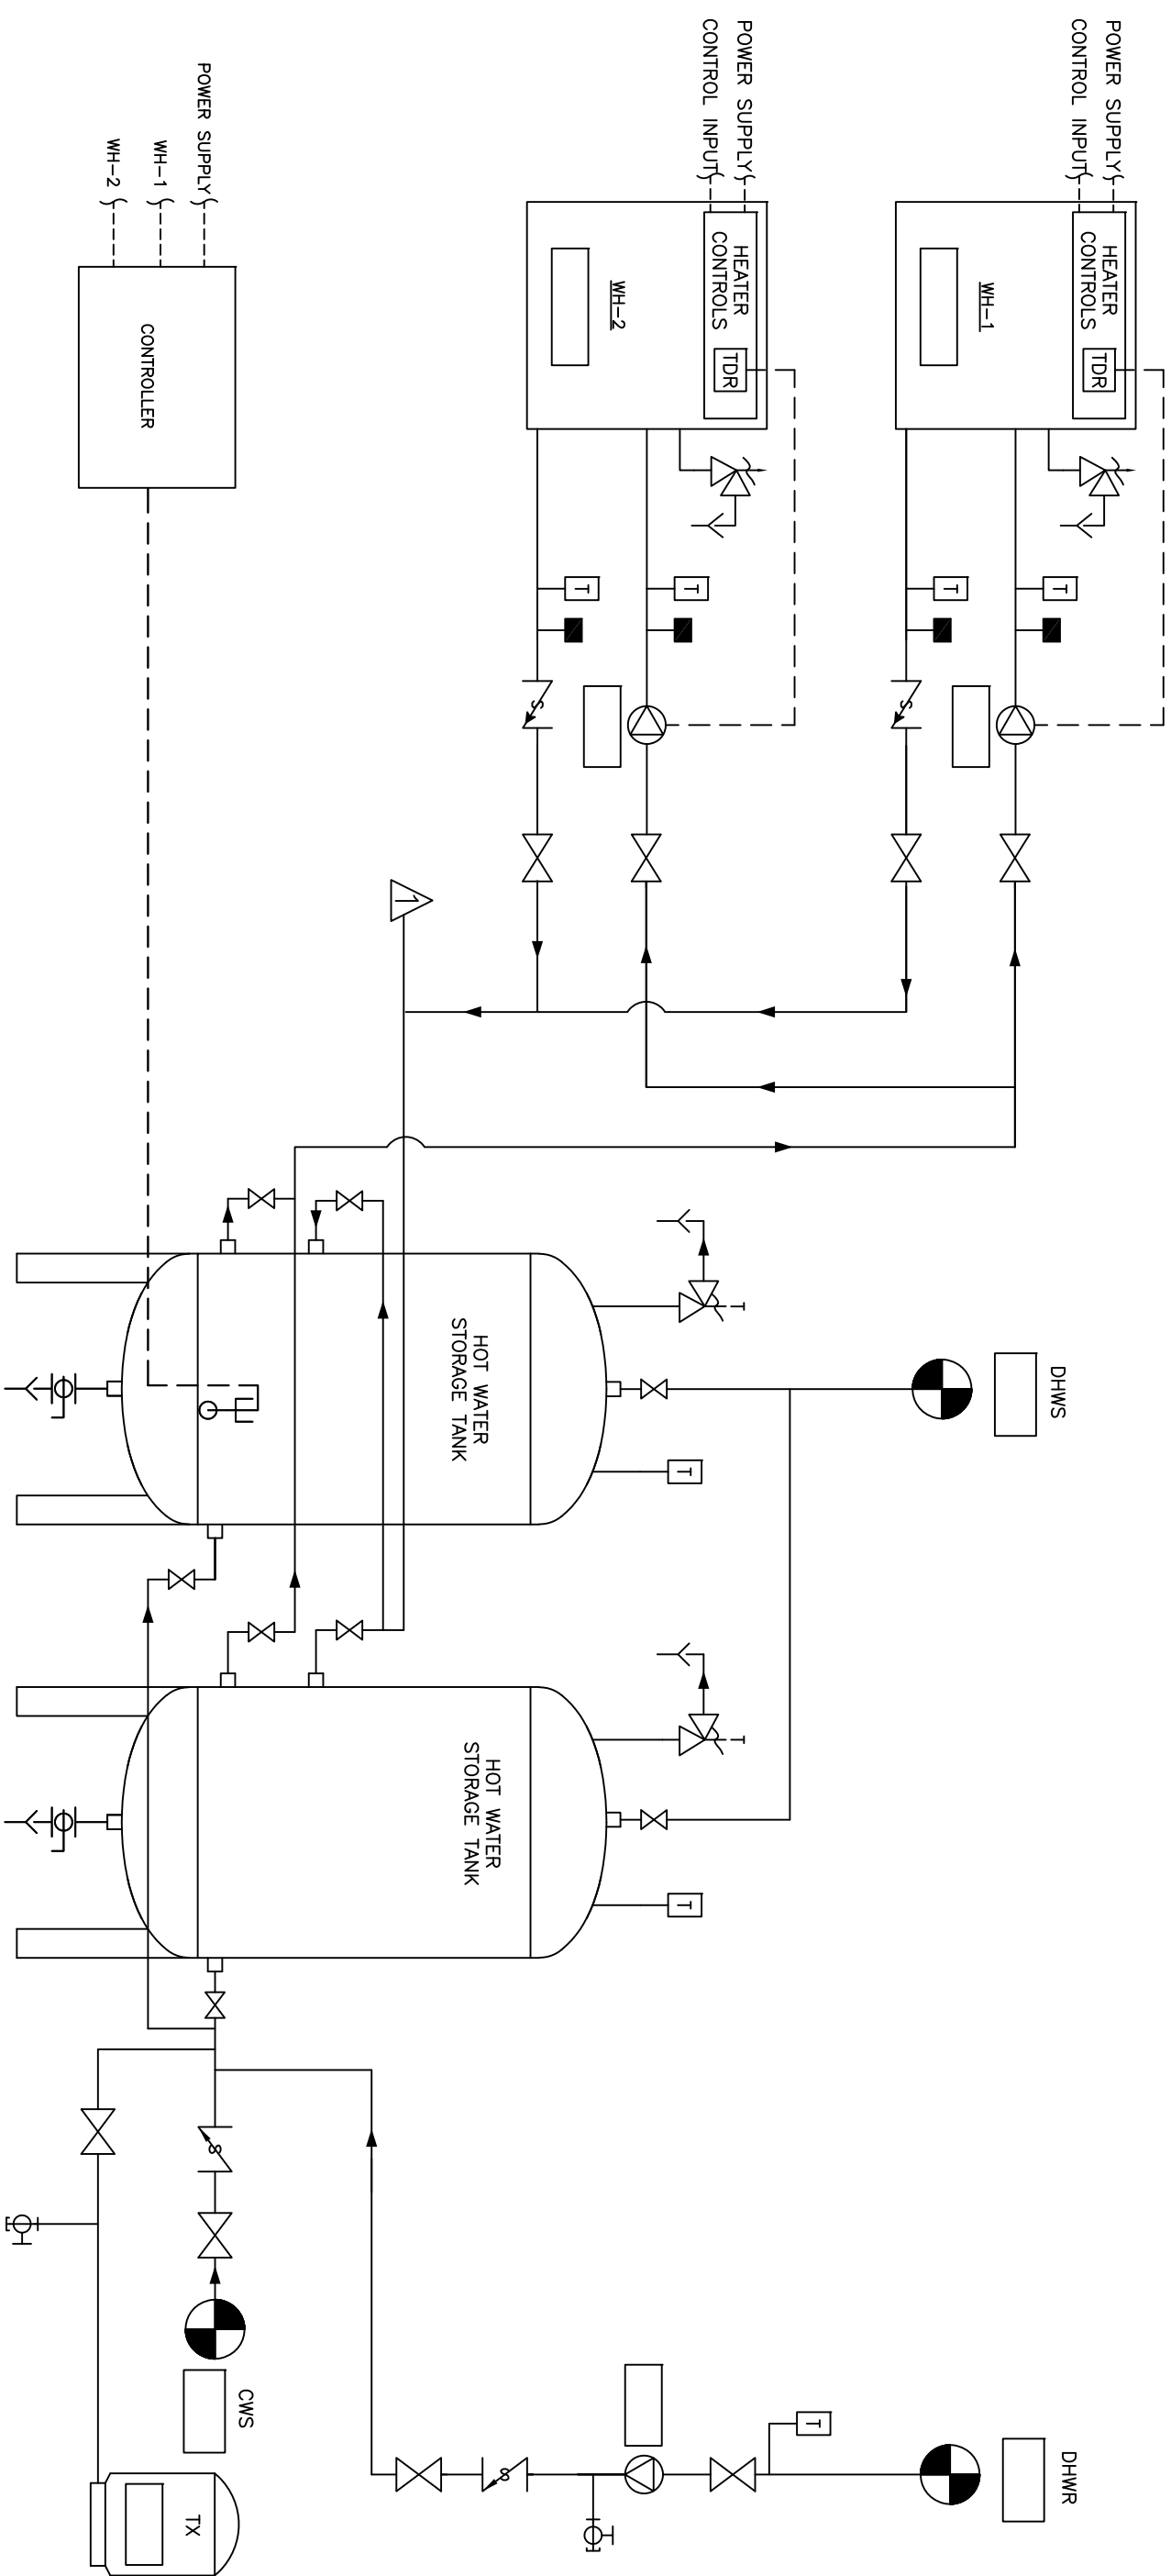 POWER SUPPLY
CONTROL INPUT
HEATER
CONTROLS
TDR
WH-1
T
T
S
POWER SUPPLY
CONTROL INPUT
HEATER
CONTROLS
TDR
WH-2
T
T
S
1
POWER SUPPLY
WH-1
WH-2
CONTROLLER
DHWS
HOT WATER
STORAGE TANK
T
HOT WATER
STORAGE TANK
T
DHWR
T
S
S
CWS
TX